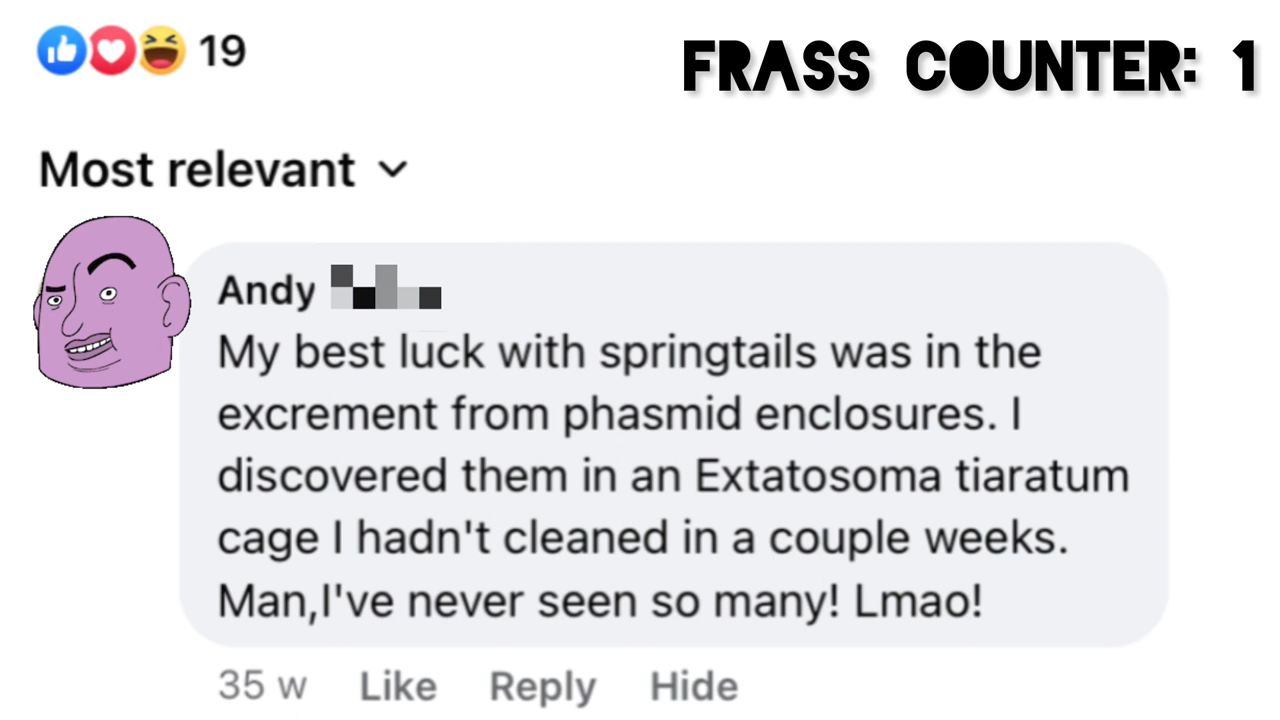 19
FRASS COUNTER: 1
Most relevant
Andy
My best luck with springtails was in the
excrement from phasmid enclosures. I
discovered them in an Extatosoma tiaratum
cage I hadn't cleaned in a couple weeks.
Man,I've never seen so many! Lmao!
35 w Like Reply Hide